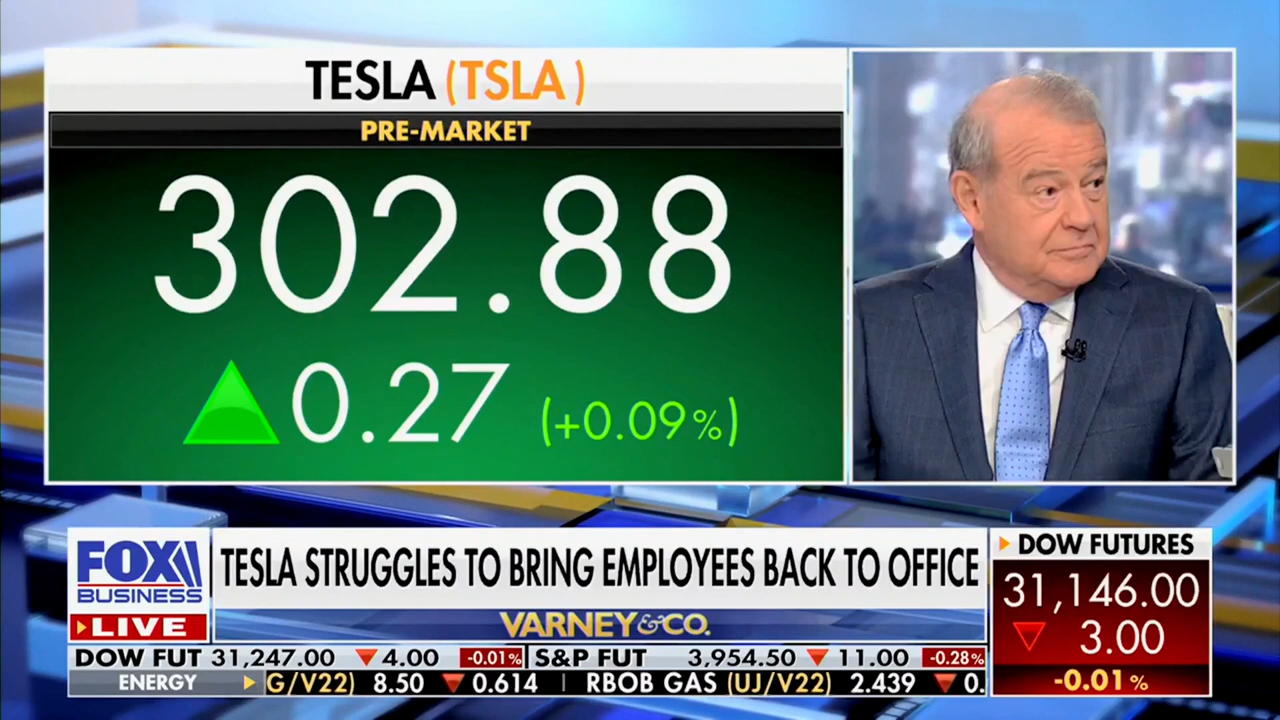 TESLA (TSLA )
PRE-MARKET
302.88
0.27 (+0.09%)
FOX
BUSINESS
LIVE
TESLA STRUGGLES TO BRING EMPLOYEES BACK TO OFFICE
VARNEY&CO.
DOW FUTURES
31,146.00
3.00
-0.01%
DOW FUT 31,247.00 4.00 -0.01% S&P FUT 3,954.50 11.00 -0.28%
ENERGY G/V22) 8.50 0.614 RBOB GAS (UJ/V22) 2.439 0.